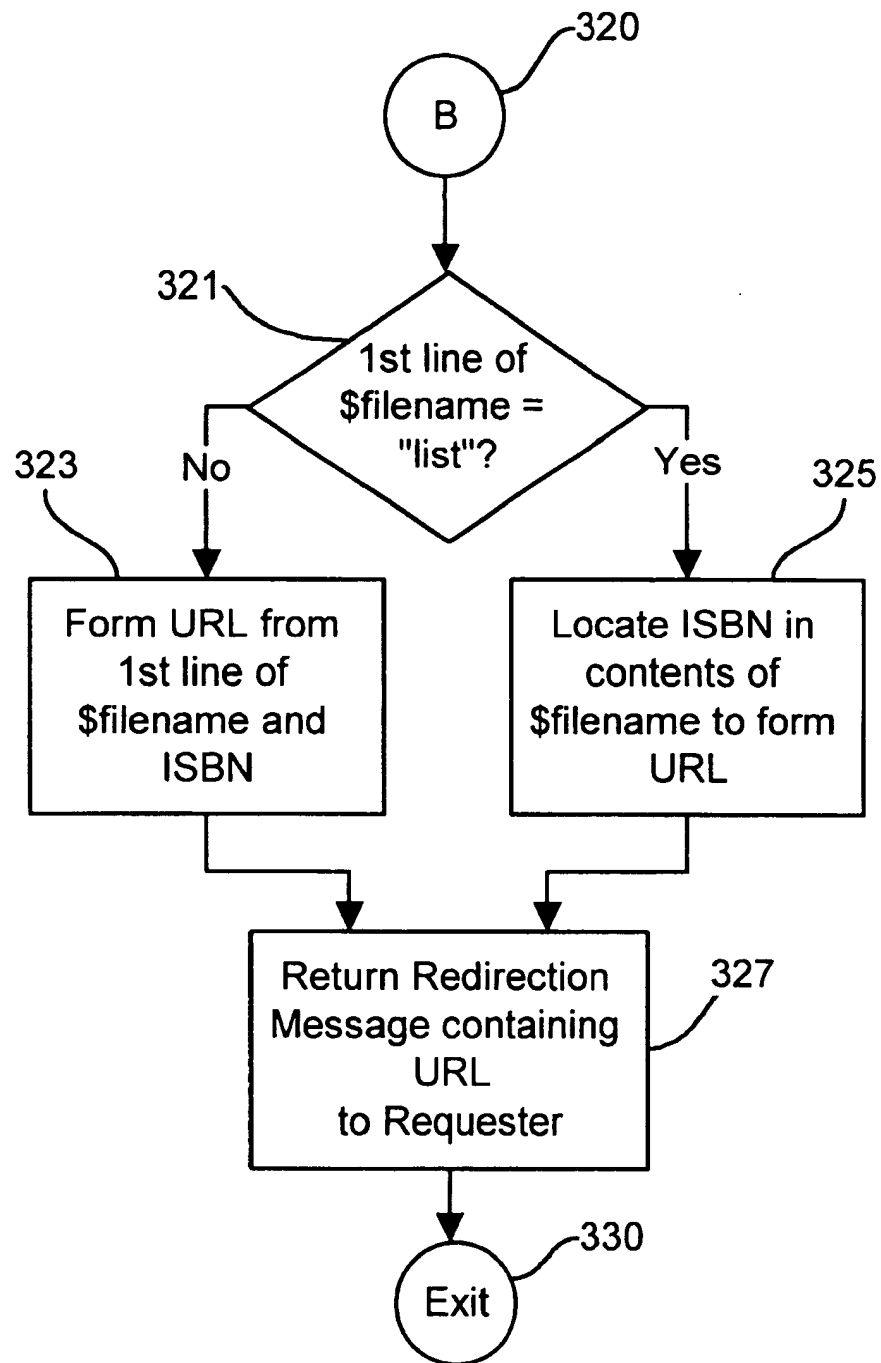 320
B
321
1st line of
$filename =
"list"?
No
Yes
323
325
Form URL from
1st line of
$filename and
ISBN
Locate ISBN in
contents of
$filename to form
URL
Return Redirection
Message containing
URL
to Requester
327
330
Exit